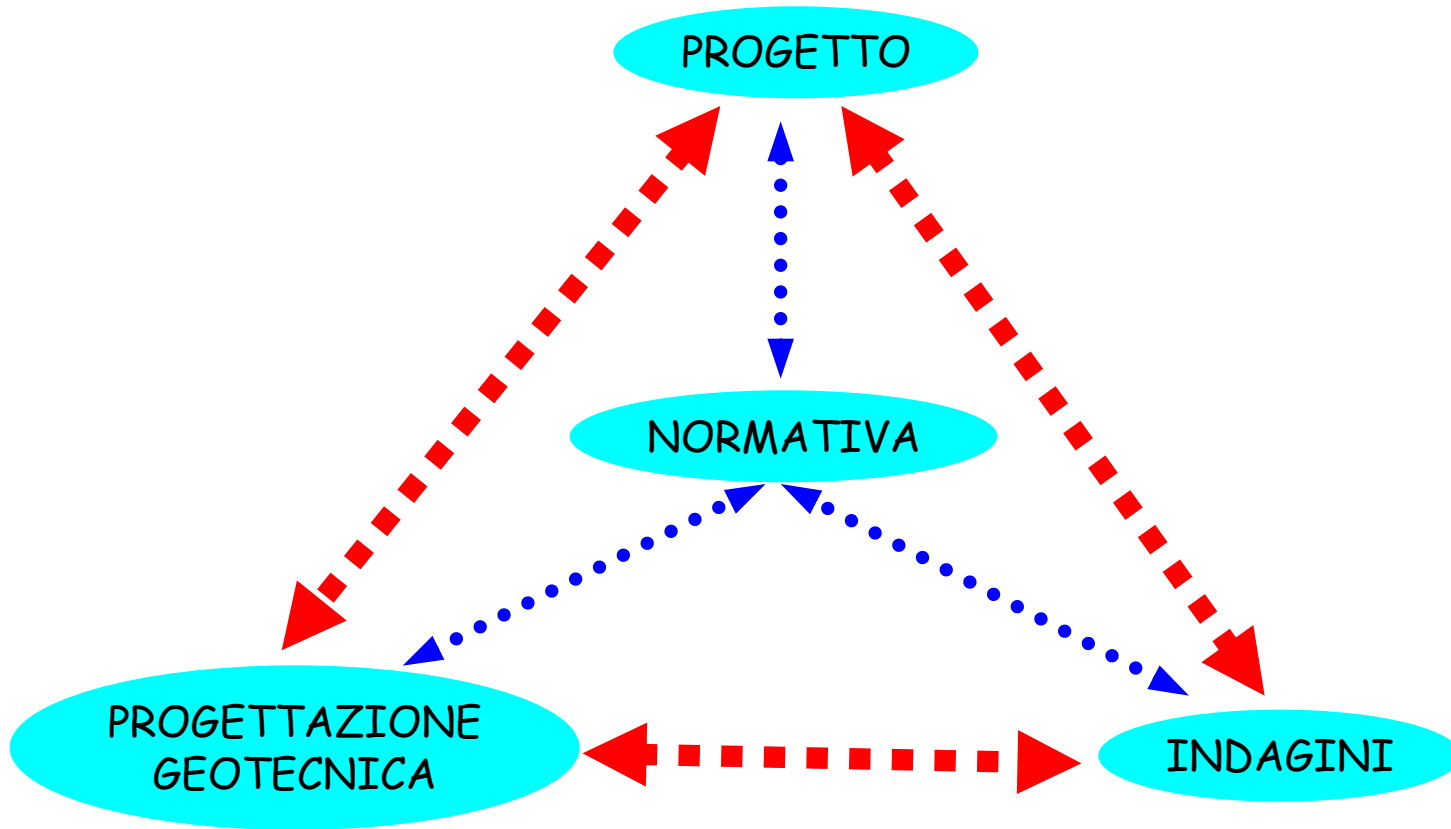 PROGETTO
NORMATIVA
PROGETTAZIONE
GEOTECNICA
INDAGINI